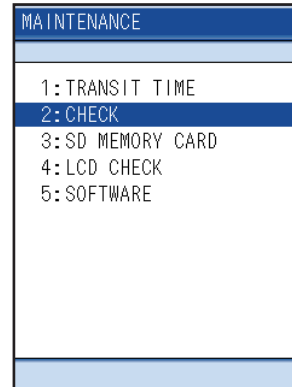 MAINTENANCE
1:TRANSIT TIME
2:CHECK
3:SD MEMORY CARD
4:LCD CHECK
5:SOFTWARE